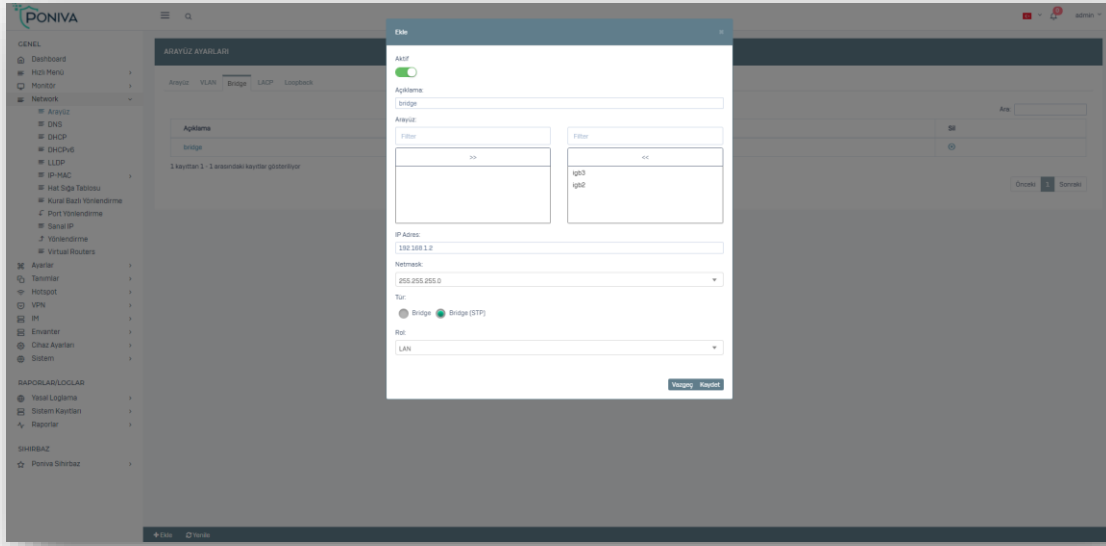 PONIVA
admin
GENEL
Dashboard
Hızlı Menü
Monitör
Network
Arayüz
DNS
DHCP
DHCPv6
LLDP
IP-MAC
Hat Sığa Tablosu
Kural Bazlı Yönlendirme
Port Yönlendirme
Sanal IP
Yönlendirme
Virtual Routers
Ayarlar
Tanımlar
Hotspot
VPN
IM
Envanter
Cihaz Ayarları
Sistem
RAPORLAR/LOGLAR
Yasal Loglama
Sistem Kayıtları
Raporlar
SİHİRBAZ
Poniva Sihirbaz
ARAYÜZ AYARLARI
Arayüz VLAN Bridge LACP Loopback
Ara:
Açıklama Sil
bridge
1 kayıttan 1 - 1 arasındaki kayıtlar gösteriliyor
Önceki 1 Sonraki
Ekle
Aktif
Açıklama:
bridge
Arayüz:
Filter Filter
>> <<
igb3
igb2
IP Adres:
192.168.1.2
Netmask:
255.255.255.0
Tür:
Bridge Bridge (STP)
Rol:
LAN
Vazgeç Kaydet
+Ekle Yenile